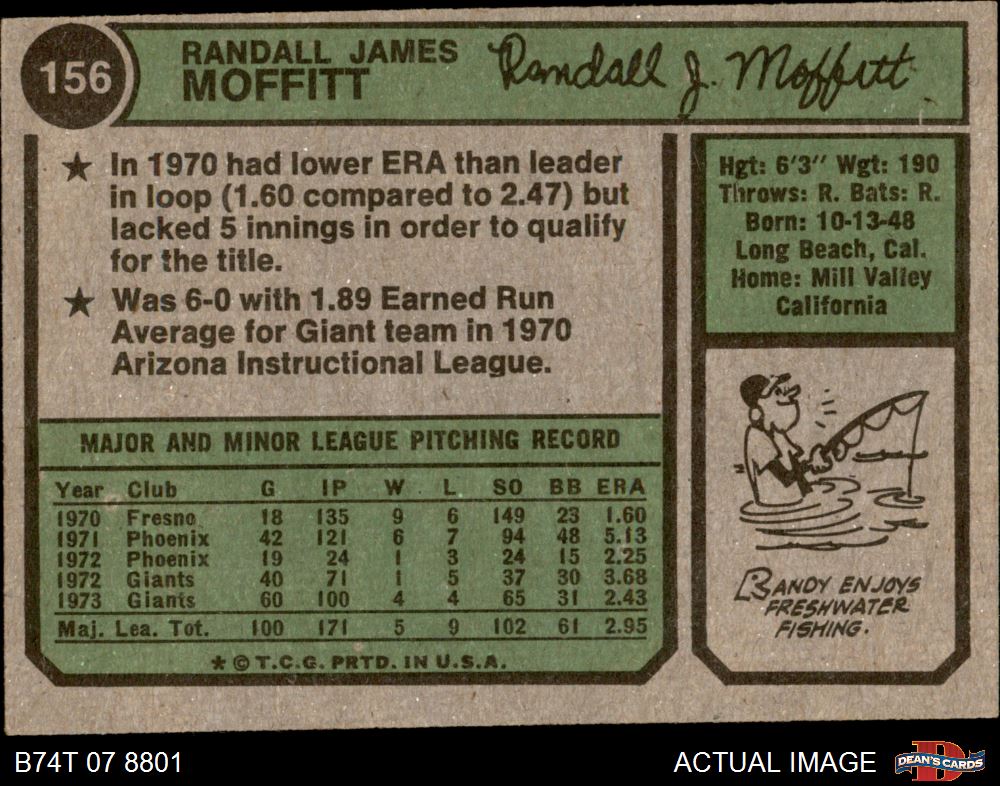 156
RANDALL JAMES
MOFFITT
Randall J. Moffitt
★ In 1970 had lower ERA than leader
in loop (1.60 compared to 2.47) but
lacked 5 innings in order to qualify
for the title.
★ Was 6-0 with 1.89 Earned Run
Average for Giant team in 1970
Arizona Instructional League.
Hgt: 6'3" Wgt: 190
Throws: R. Bats: R.
Born: 10-13-48
Long Beach, Cal.
Home: Mill Valley
California
MAJOR AND MINOR LEAGUE PITCHING RECORD
Year Club G IP W L SO BB ERA
1970 Fresno 18 135 9 6 149 23 1.60
1971 Phoenix 42 121 6 7 94 48 5.13
1972 Phoenix 19 24 1 3 24 15 2.25
1972 Giants 40 71 1 5 37 30 3.68
1973 Giants 60 100 4 4 65 31 2.43
Maj. Lea. Tot. 100 171 5 9 102 61 2.95
★ © T.C.G. PRTD. IN U.S.A.
RANDY ENJOYS
FRESHWATER
FISHING.
B74T 07 8801
ACTUAL IMAGE
DEAN'S CARDS